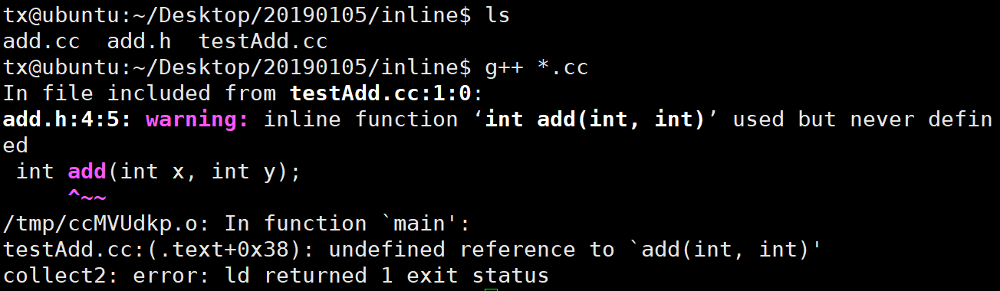 tx@ubuntu:~/Desktop/20190105/inline$ ls
add.cc  add.h  testAdd.cc
tx@ubuntu:~/Desktop/20190105/inline$ g++ *.cc
In file included from testAdd.cc:1:0:
add.h:4:5: warning: inline function ‘int add(int, int)’ used but never defin
ed
 int add(int x, int y);
     ^~~
/tmp/ccMVUdkp.o: In function `main':
testAdd.cc:(.text+0x38): undefined reference to `add(int, int)'
collect2: error: ld returned 1 exit status